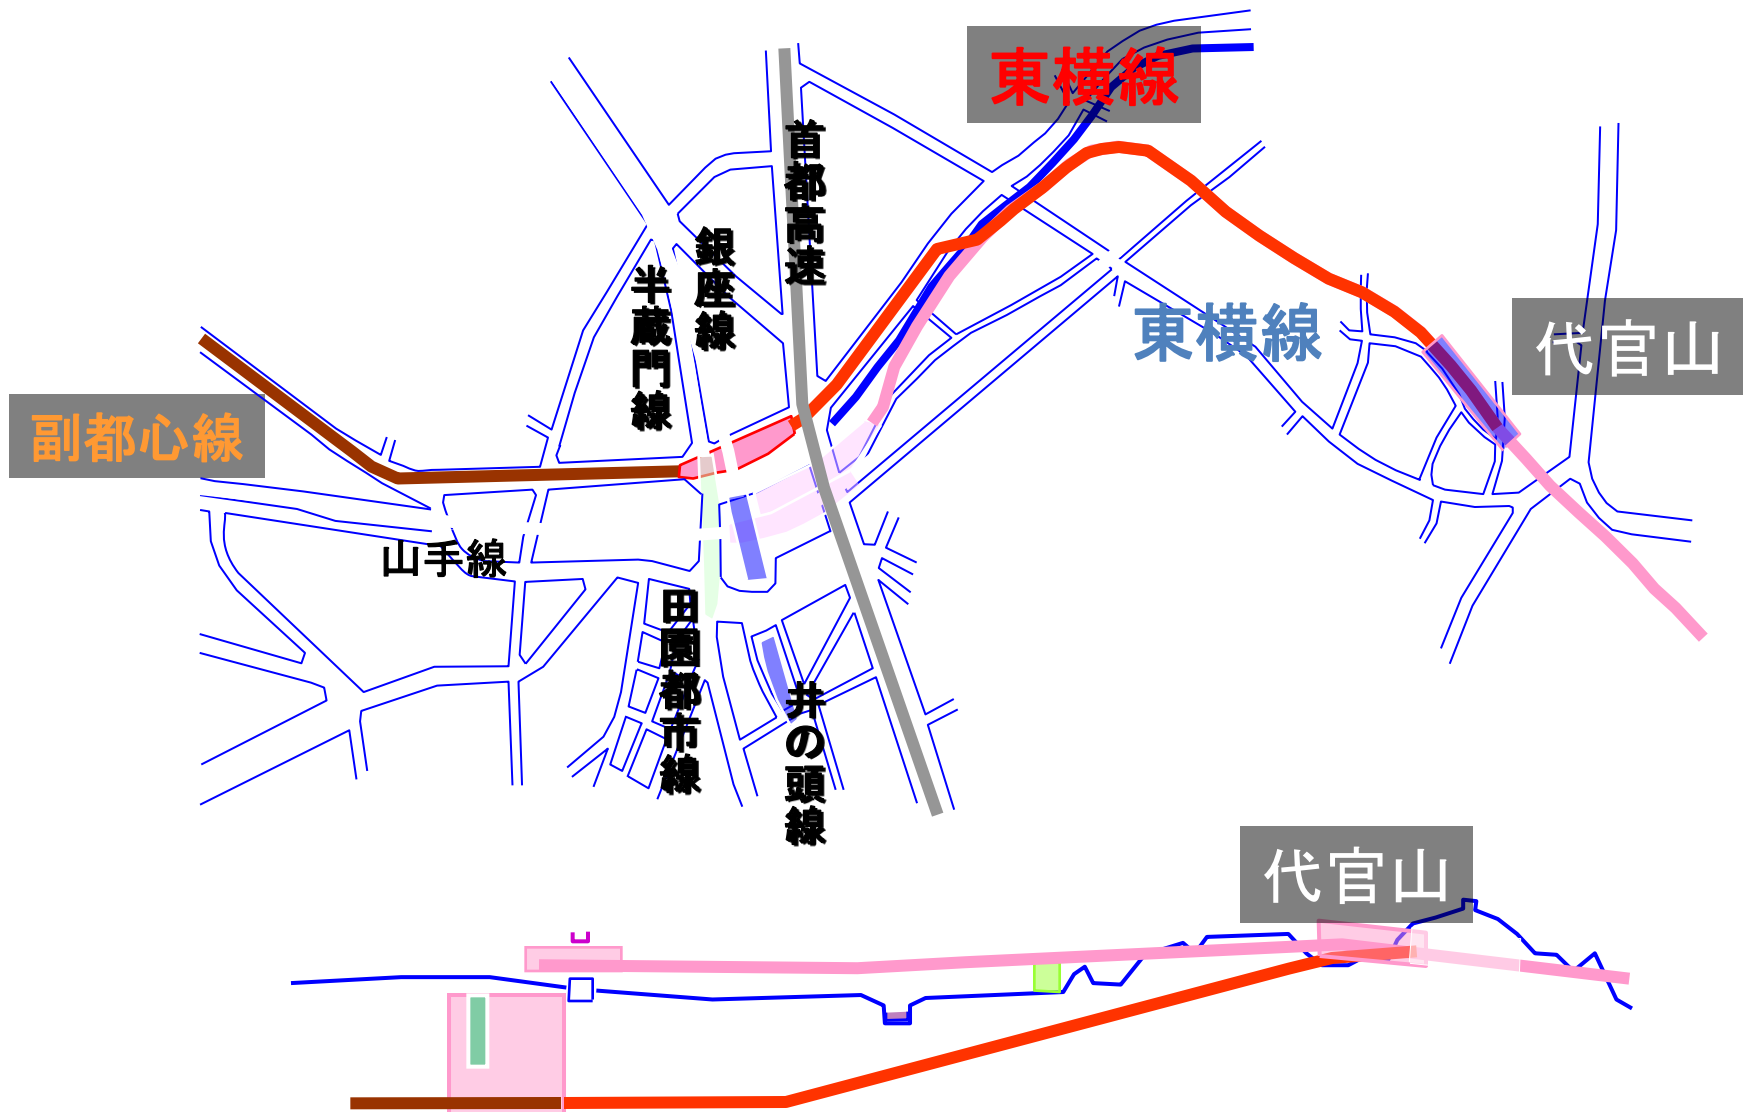 東横線
首都高速
銀座線
半蔵門線
東横線
代官山
副都心線
山手線
田園都市線
井の頭線
代官山